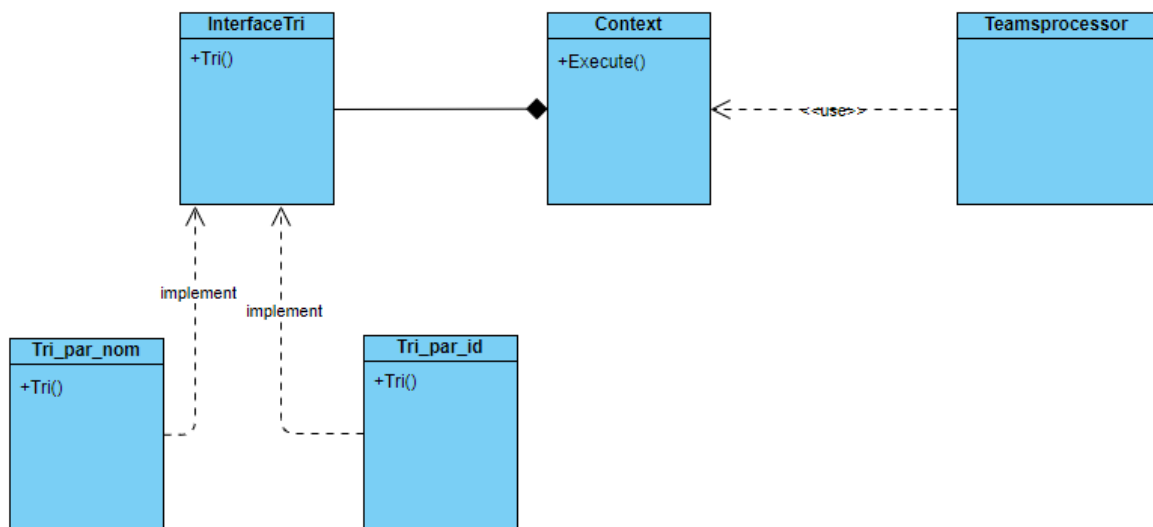 InterfaceTri
+Tri()
Context
+Execute()
Teamsprocessor
<<use>>
implement
implement
Tri_par_nom
+Tri()
Tri_par_id
+Tri()